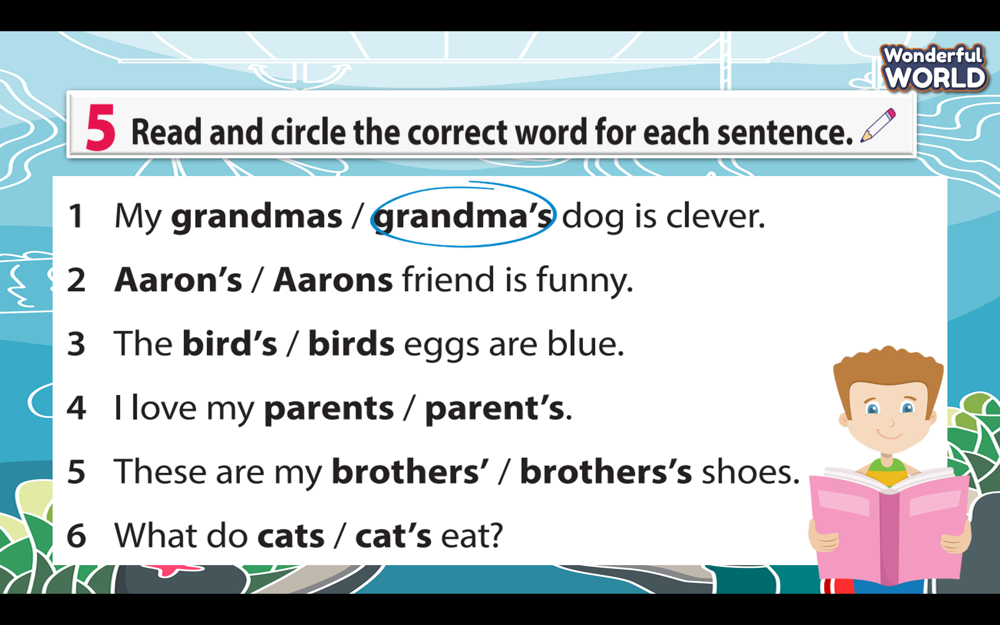 Wonderful
WORLD
5 Read and circle the correct word for each sentence.
1 My grandmas / grandma’s dog is clever.
2 Aaron’s / Aarons friend is funny.
3 The bird’s / birds eggs are blue.
4 I love my parents / parent’s.
5 These are my brothers’ / brothers’s shoes.
6 What do cats / cat’s eat?